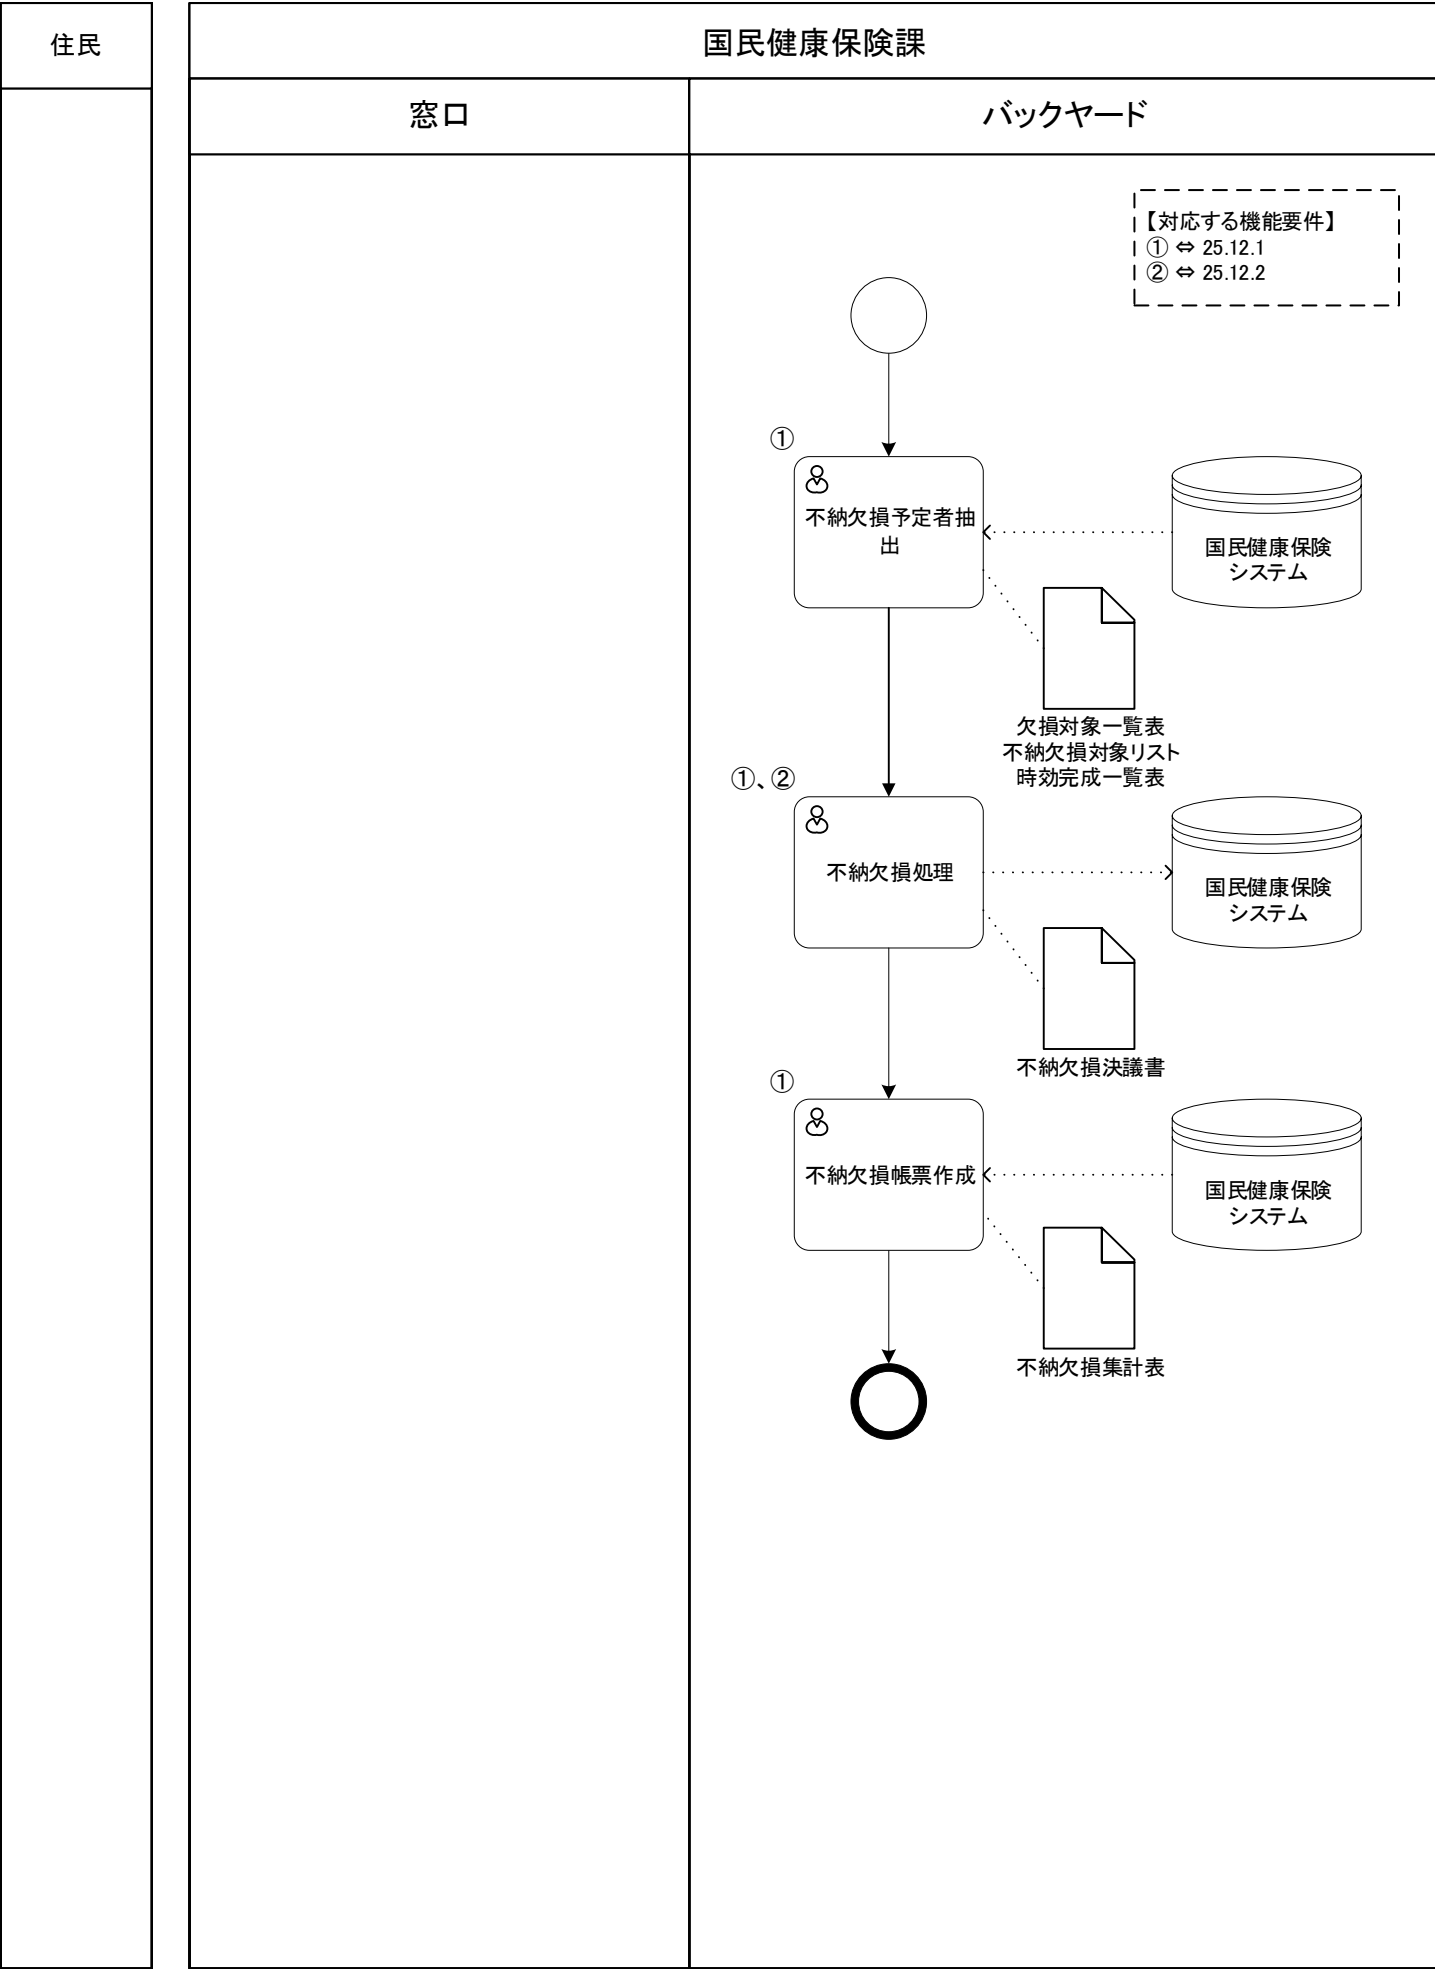 住民
国民健康保険課
窓口
バックヤード
【対応する機能要件】
① ⇔ 25.12.1
② ⇔ 25.12.2
①
不納欠損予定者抽
出
国民健康保険
システム
欠損対象一覧表
不納欠損対象リスト
時効完成一覧表
①、②
不納欠損処理
国民健康保険
システム
不納欠損決議書
①
不納欠損帳票作成
国民健康保険
システム
不納欠損集計表